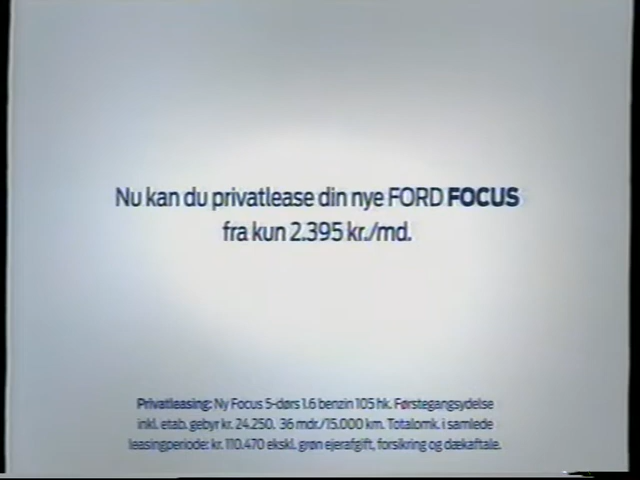 Nu kan du privatlease din nye FORD FOCUS
fra kun 2.395 kr./md.
Privatleasing: Ny Focus 5-dørs 1.6 benzin 105 hk. Førstegangsydelse
inkl. etab. gebyr kr. 24.250. 36 mdr./15.000 km. Totalomk. i samlede
leasingperiode: kr. 110.470 ekskl. grøn ejerafgift, forsikring og dækaftale.